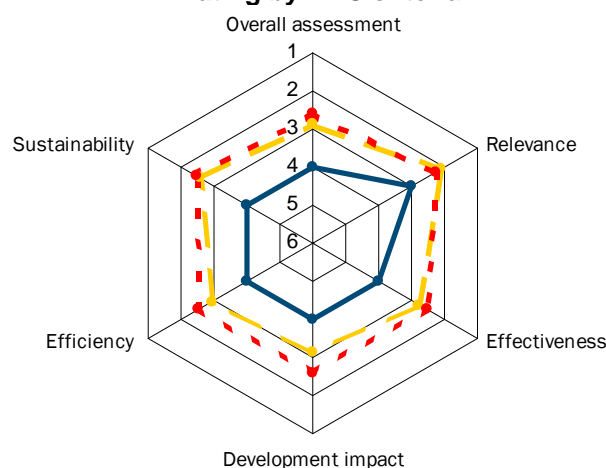 Overall assessment
1
2
3
4
5
6
Sustainability
Relevance
Efficiency
Effectiveness
Development impact